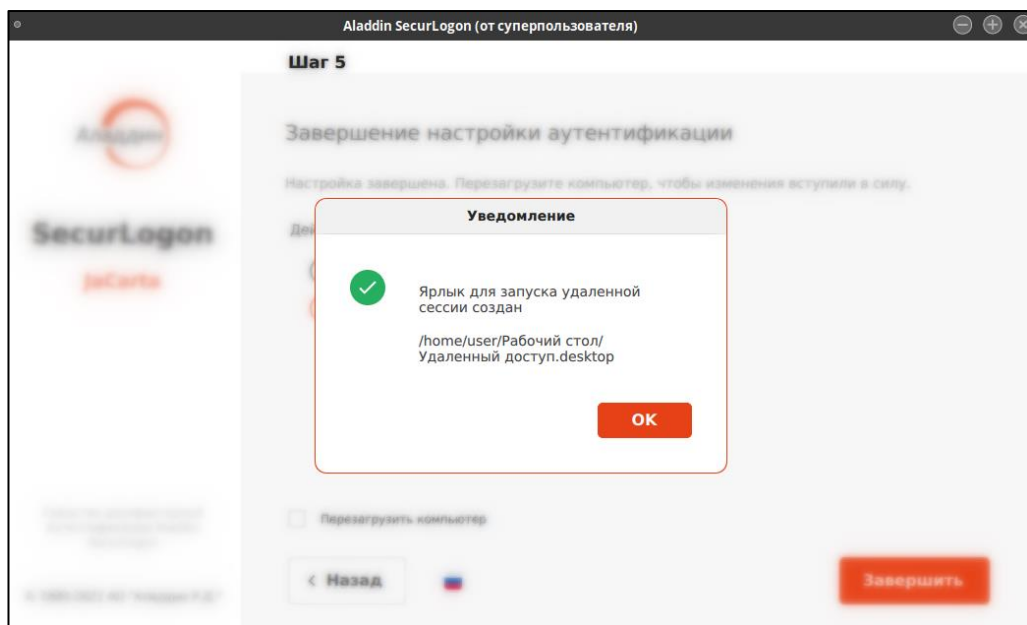 Aladdin SecurLogon (от суперпользователя)
Шаг 5
Аладдин
Завершение настройки аутентификации
Настройка завершена. Перезагрузите компьютер, чтобы изменения вступили в силу.
SecurLogon
JaCarta
Уведомление
Ярлык для запуска удаленной
сессии создан
/home/user/Рабочий стол/
Удаленный доступ.desktop
OK
Перезагрузить компьютер
< Назад
Завершить